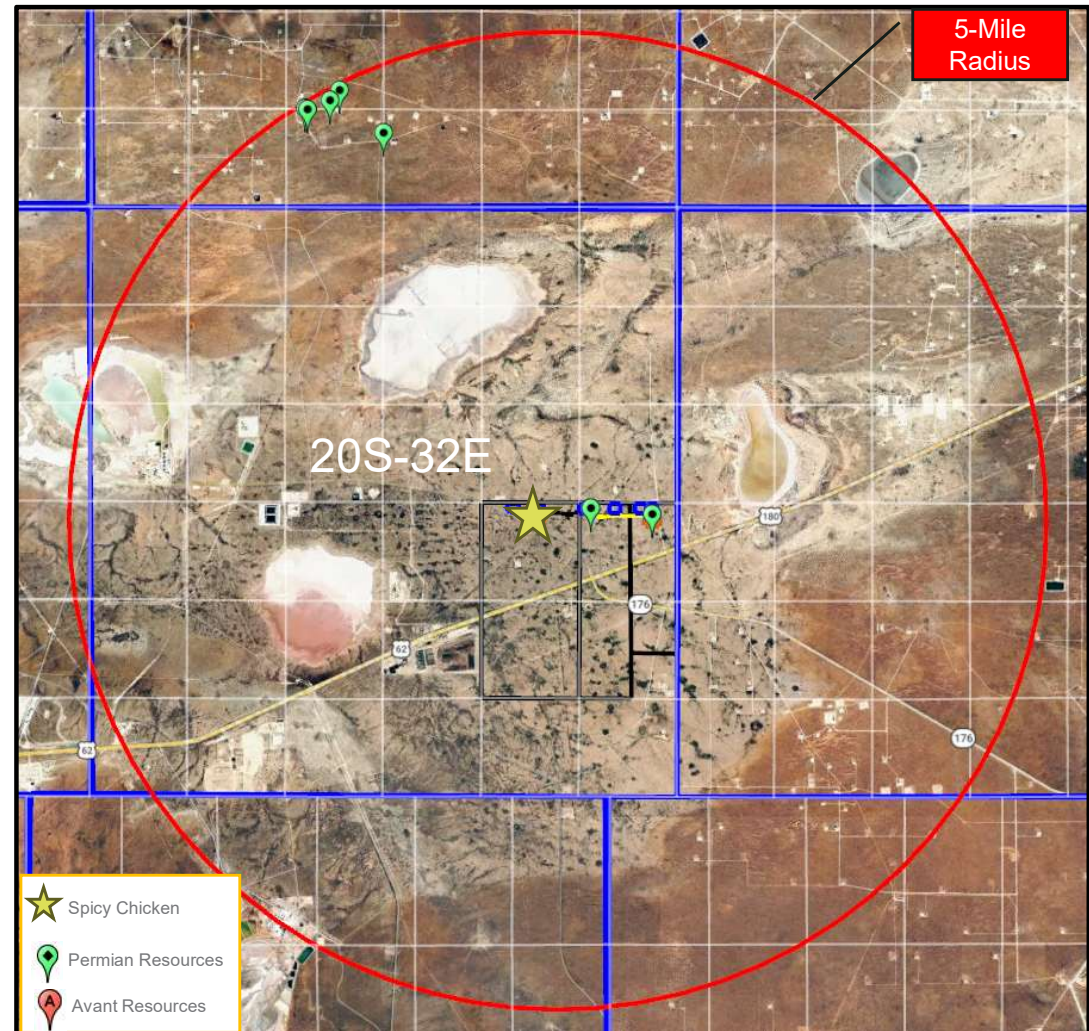 5-Mile
Radius
20S-32E
180
176
62
62
176
Spicy Chicken
Permian Resources
A
Avant Resources